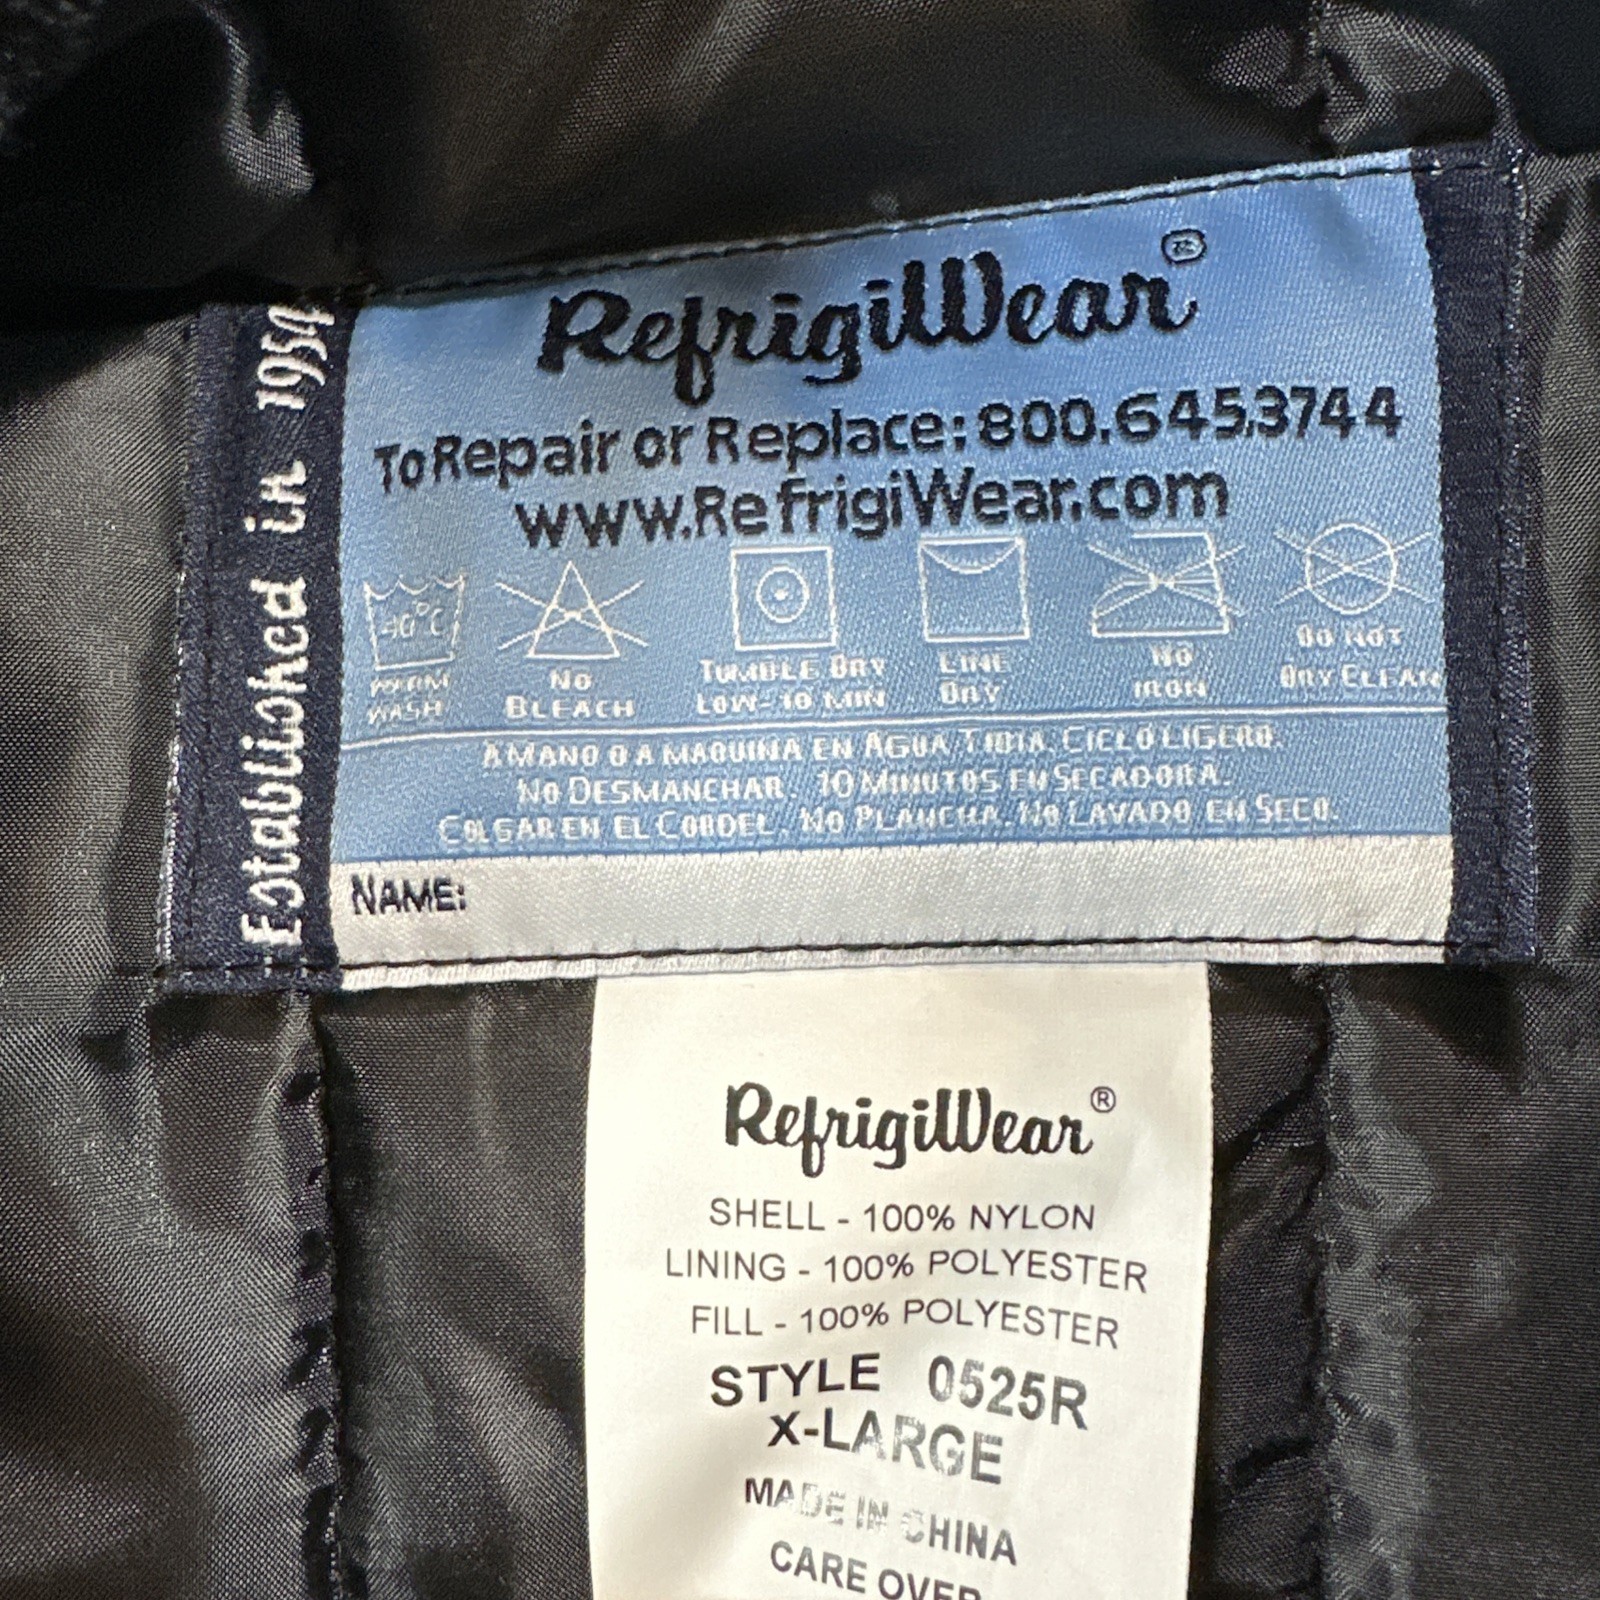 Established in 1954
RefrigiWear®
To Repair or Replace: 800.645.3744
www.RefrigiWear.com
40°C
WARM WASH
NO BLEACH
TUMBLE DRY LOW-10 MIN
LINE DRY
NO IRON
DO NOT DRY CLEAN
A MANO O A MAQUINA EN AGUA TIBIA. CICLO LIGERO.
NO DESMANCHAR. 10 MINUTOS EN SECADORA.
COLGAR EN EL CORDEL. NO PLANCHA. NO LAVADO EN SECO.
NAME:
RefrigiWear®
SHELL - 100% NYLON
LINING - 100% POLYESTER
FILL - 100% POLYESTER
STYLE 0525R
X-LARGE
MADE IN CHINA
CARE OVER